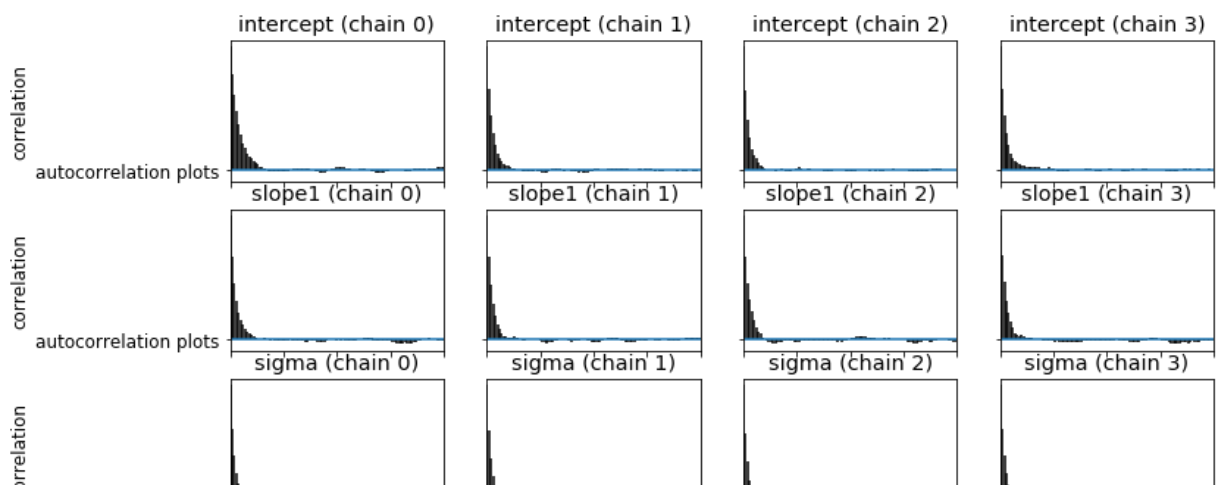 intercept (chain 0) intercept (chain 1) intercept (chain 2) intercept (chain 3)
correlation
autocorrelation plots
slope1 (chain 0) slope1 (chain 1) slope1 (chain 2) slope1 (chain 3)
correlation
autocorrelation plots
sigma (chain 0) sigma (chain 1) sigma (chain 2) sigma (chain 3)